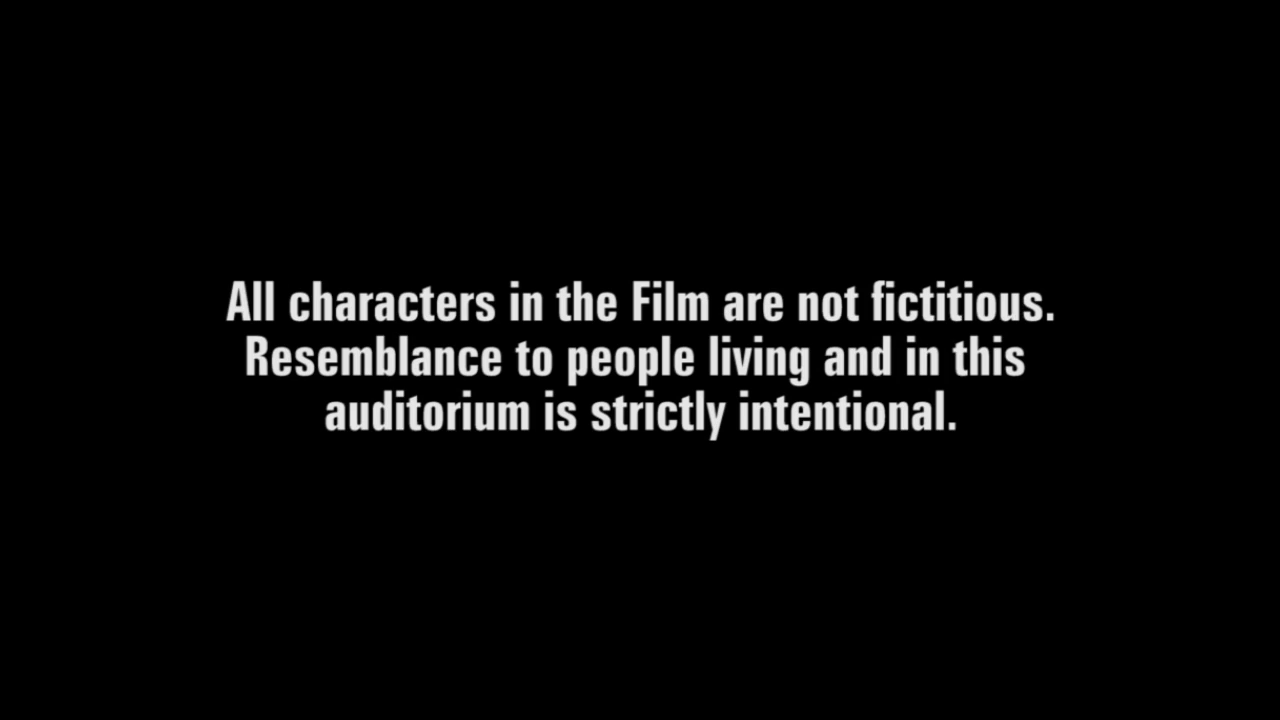 All characters in the Film are not fictitious.
Resemblance to people living and in this
auditorium is strictly intentional.